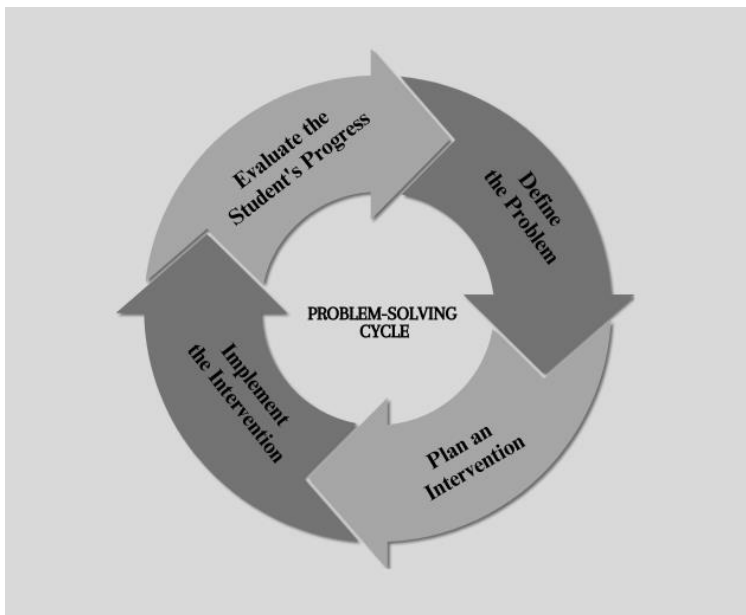 Evaluate the
Student's Progress
Define
the Problem
PROBLEM-SOLVING
CYCLE
Implement
the Intervention
Plan an
Intervention